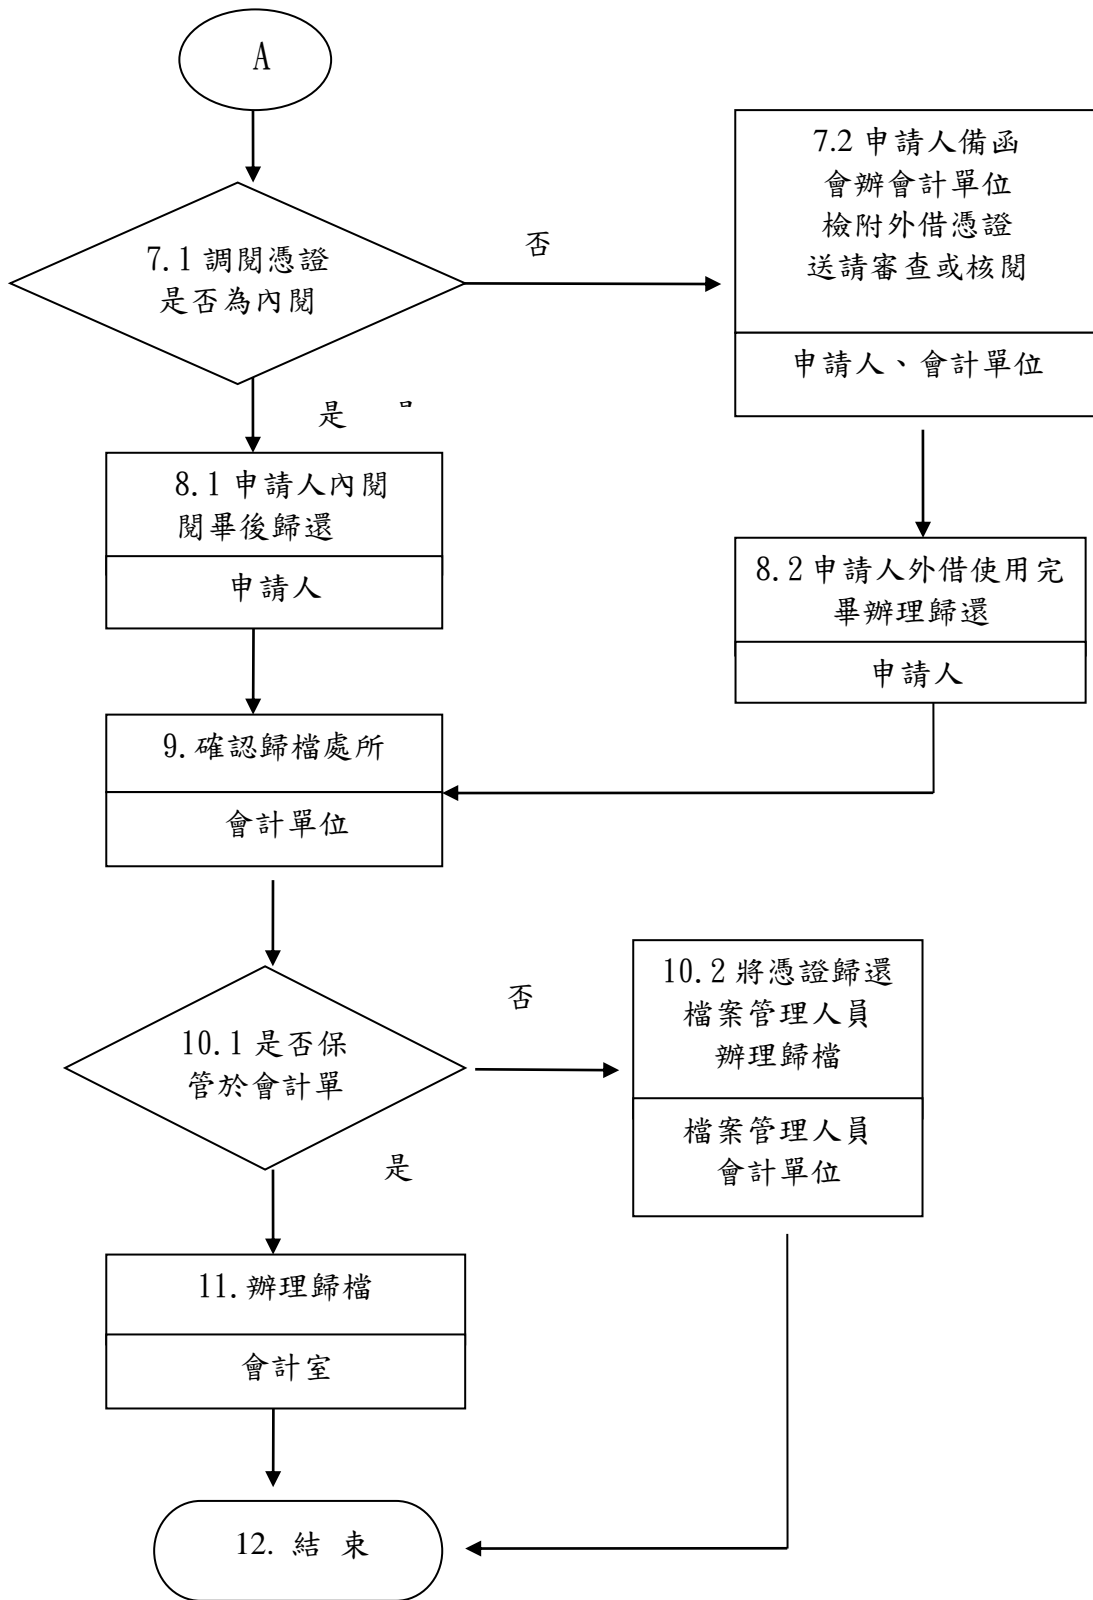 A
7.1 調閱憑證
是否為內閱
否
7.2 申請人備函
會辦會計單位
檢附外借憑證
送請審查或核閱
申請人、會計單位
是
8.1 申請人內閱
閱畢後歸還
申請人
8.2 申請人外借使用完
畢辦理歸還
申請人
9. 確認歸檔處所
會計單位
10.1 是否保
管於會計單
否
10.2 將憑證歸還
檔案管理人員
辦理歸檔
檔案管理人員
會計單位
是
11. 辦理歸檔
會計室
12. 結 束